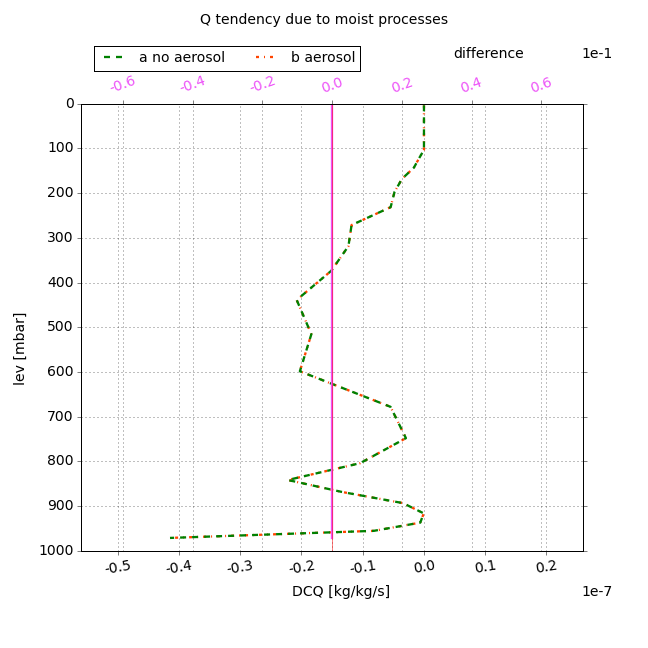 Q tendency due to moist processes
a no aerosol b aerosol difference 1e-1
-0.6 -0.4 -0.2 0.0 0.2 0.4 0.6
0
100
200
300
400
500
600
700
800
900
1000
lev [mbar]
-0.5 -0.4 -0.3 -0.2 -0.1 0.0 0.1 0.2
DCQ [kg/kg/s] 1e-7